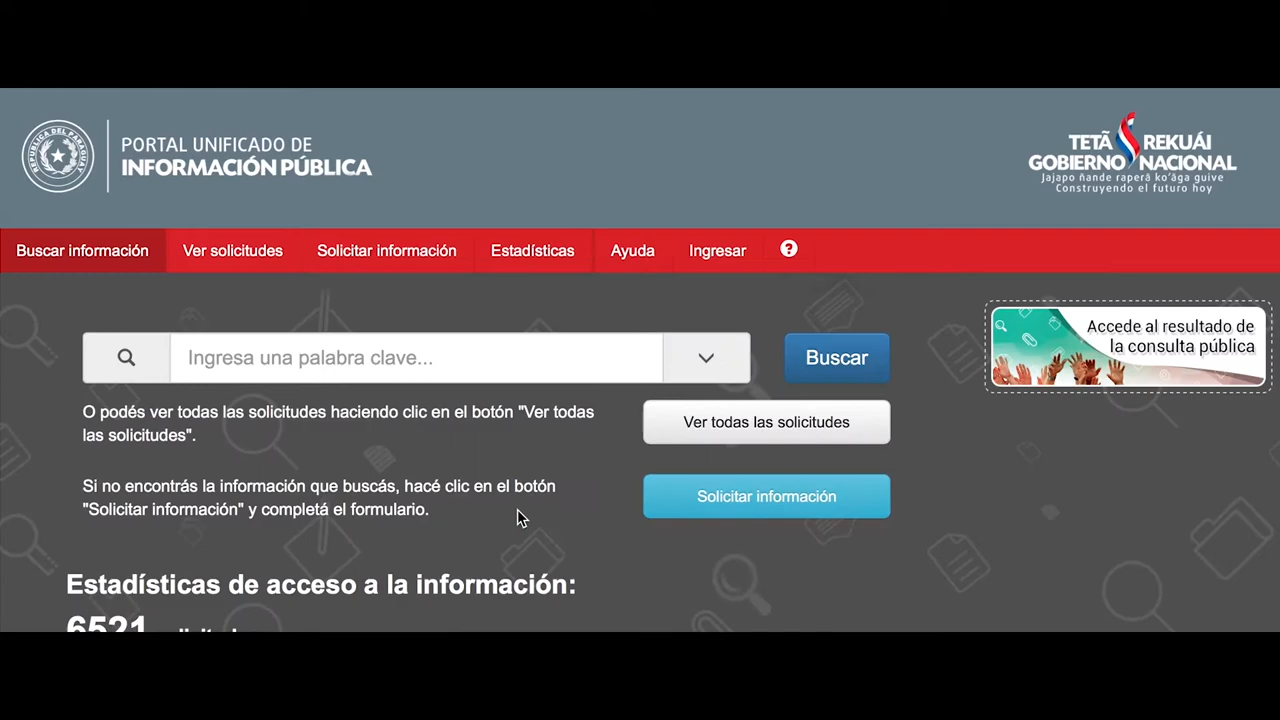 REPUBLICA DEL PARAGUAY
PORTAL UNIFICADO DE
INFORMACIÓN PÚBLICA
TETÃ REKUÁI
GOBIERNO NACIONAL
Jajapo ñande raperã ko'ãga guive
Construyendo el futuro hoy
Buscar información
Ver solicitudes
Solicitar información
Estadísticas
Ayuda
Ingresar
?
Ingresa una palabra clave...
Buscar
Accede al resultado de
la consulta pública
O podés ver todas las solicitudes haciendo clic en el botón "Ver todas
las solicitudes".
Ver todas las solicitudes
Si no encontrás la información que buscás, hacé clic en el botón
"Solicitar información" y completá el formulario.
Solicitar información
Estadísticas de acceso a la información:
6521